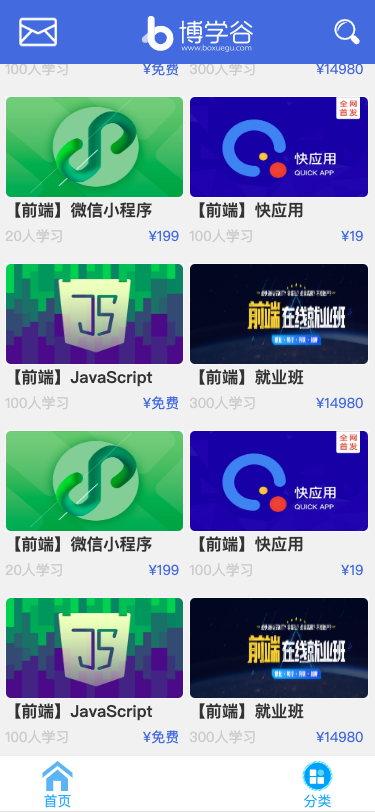 博学谷
www.boxuegu.com
100人学习 ¥免费 300人学习 ¥14980
全网
首发
快应用
QUICK APP
【前端】微信小程序 【前端】快应用
20人学习 ¥199 100人学习 ¥19
JS
前端在线就业班
【前端】JavaScript 【前端】就业班
100人学习 ¥免费 300人学习 ¥14980
全网
首发
快应用
QUICK APP
【前端】微信小程序 【前端】快应用
20人学习 ¥199 100人学习 ¥19
JS
前端在线就业班
【前端】JavaScript 【前端】就业班
100人学习 ¥免费 300人学习 ¥14980
首页 分类